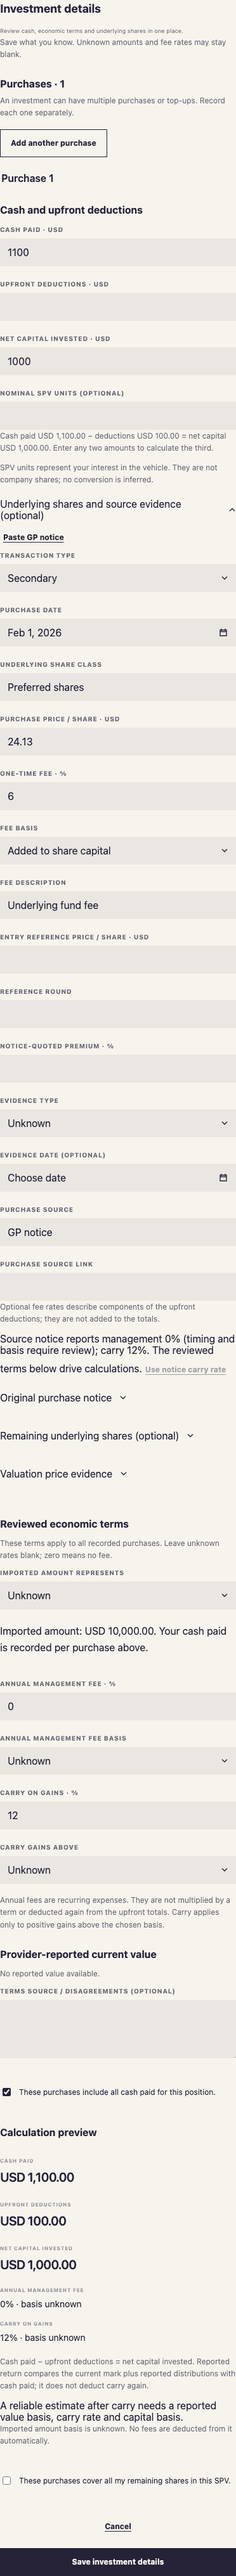 Investment details
Review cash, economic terms and underlying shares in one place.
Save what you know. Unknown amounts and fee rates may stay
blank.
Purchases · 1
An investment can have multiple purchases or top-ups. Record
each one separately.
Add another purchase
Purchase 1
Cash and upfront deductions
CASH PAID · USD
1100
UPFRONT DEDUCTIONS · USD
NET CAPITAL INVESTED · USD
1000
NOMINAL SPV UNITS (OPTIONAL)
Cash paid USD 1,100.00 − deductions USD 100.00 = net capital
USD 1,000.00. Enter any two amounts to calculate the third.
SPV units represent your interest in the vehicle. They are not
company shares; no conversion is inferred.
Underlying shares and source evidence
(optional)
Paste GP notice
TRANSACTION TYPE
Secondary
PURCHASE DATE
Feb 1, 2026
UNDERLYING SHARE CLASS
Preferred shares
PURCHASE PRICE / SHARE · USD
24.13
ONE-TIME FEE · %
6
FEE BASIS
Added to share capital
FEE DESCRIPTION
Underlying fund fee
ENTRY REFERENCE PRICE / SHARE · USD
REFERENCE ROUND
NOTICE-QUOTED PREMIUM · %
EVIDENCE TYPE
Unknown
EVIDENCE DATE (OPTIONAL)
Choose date
PURCHASE SOURCE
GP notice
PURCHASE SOURCE LINK
Optional fee rates describe components of the upfront
deductions; they are not added to the totals.
Source notice reports management 0% (timing and
basis require review); carry 12%. The reviewed
terms below drive calculations. Use notice carry rate
Original purchase notice
Remaining underlying shares (optional)
Valuation price evidence
Reviewed economic terms
These terms apply to all recorded purchases. Leave unknown
rates blank; zero means no fee.
IMPORTED AMOUNT REPRESENTS
Unknown
Imported amount: USD 10,000.00. Your cash paid
is recorded per purchase above.
ANNUAL MANAGEMENT FEE · %
0
ANNUAL MANAGEMENT FEE BASIS
Unknown
CARRY ON GAINS · %
12
CARRY GAINS ABOVE
Unknown
Annual fees are recurring expenses. They are not multiplied by a
term or deducted again from the upfront totals. Carry applies
only to positive gains above the chosen basis.
Provider-reported current value
No reported value available.
TERMS SOURCE / DISAGREEMENTS (OPTIONAL)
These purchases include all cash paid for this position.
Calculation preview
CASH PAID
USD 1,100.00
UPFRONT DEDUCTIONS
USD 100.00
NET CAPITAL INVESTED
USD 1,000.00
ANNUAL MANAGEMENT FEE
0% · basis unknown
CARRY ON GAINS
12% · basis unknown
Cash paid − upfront deductions = net capital invested. Reported
return compares the current mark plus reported distributions with
cash paid; it does not deduct carry again.
A reliable estimate after carry needs a reported
value basis, carry rate and capital basis.
Imported amount basis is unknown. No fees are deducted from it
automatically.
These purchases cover all my remaining shares in this SPV.
Cancel
Save investment details